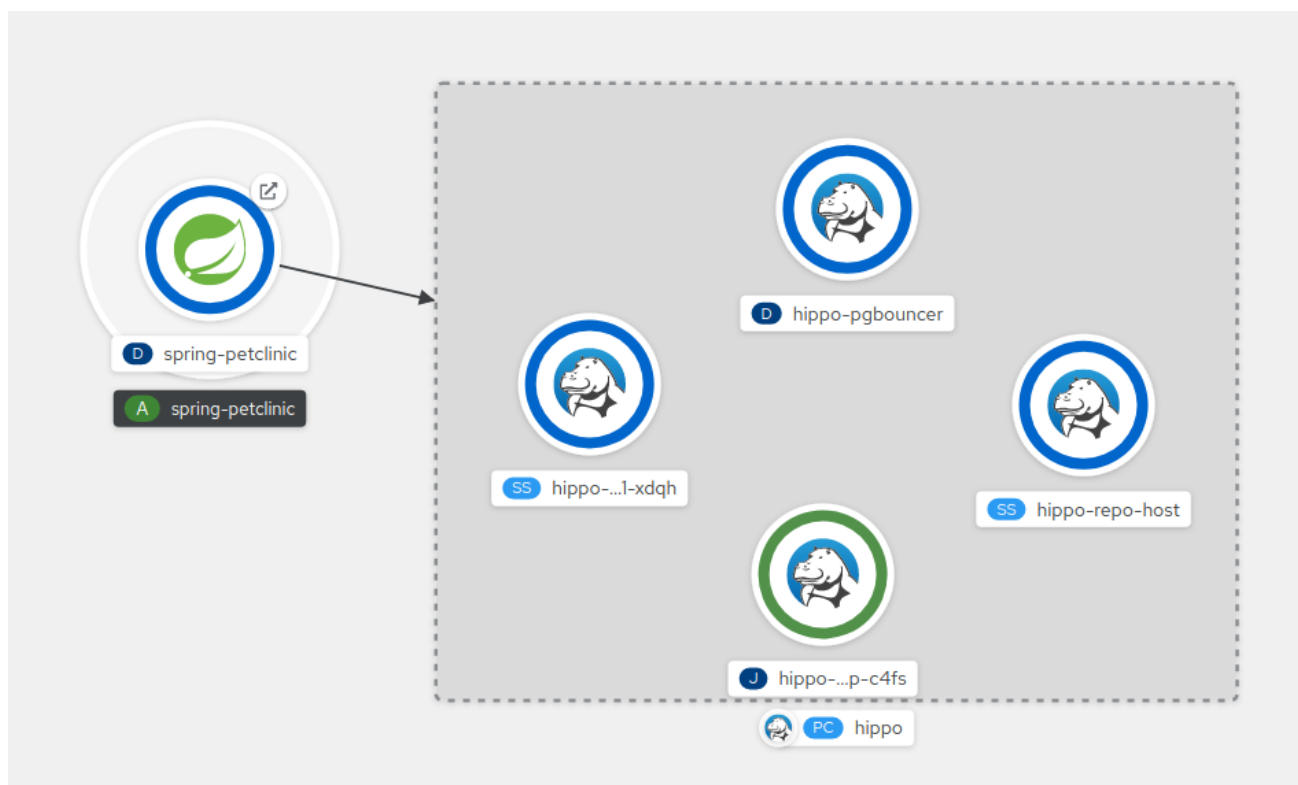 D spring-petclinic
A spring-petclinic
D hippo-pgbouncer
SS hippo-...1-xdqh
SS hippo-repo-host
J hippo-...p-c4fs
PC hippo